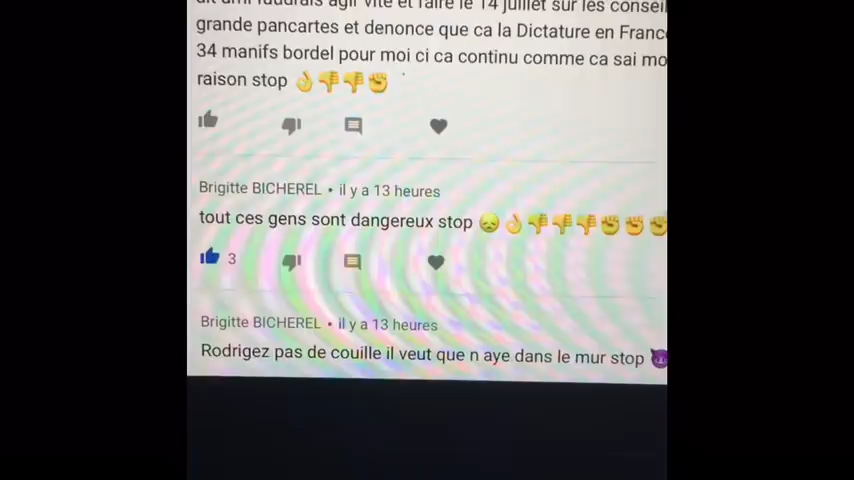 dit ami faudrais agir vite et faire le 14 juillet sur les conseil
grande pancartes et denonce que ca la Dictature en Franc
34 manifs bordel pour moi ci ca continu comme ca sai mo
raison stop 👌👎👎✊
Brigitte BICHEREL • il y a 13 heures
tout ces gens sont dangereux stop 😞👌👎👎👎✊✊✊
3
Brigitte BICHEREL • il y a 13 heures
Rodrigez pas de couille il veut que n aye dans le mur stop 😈